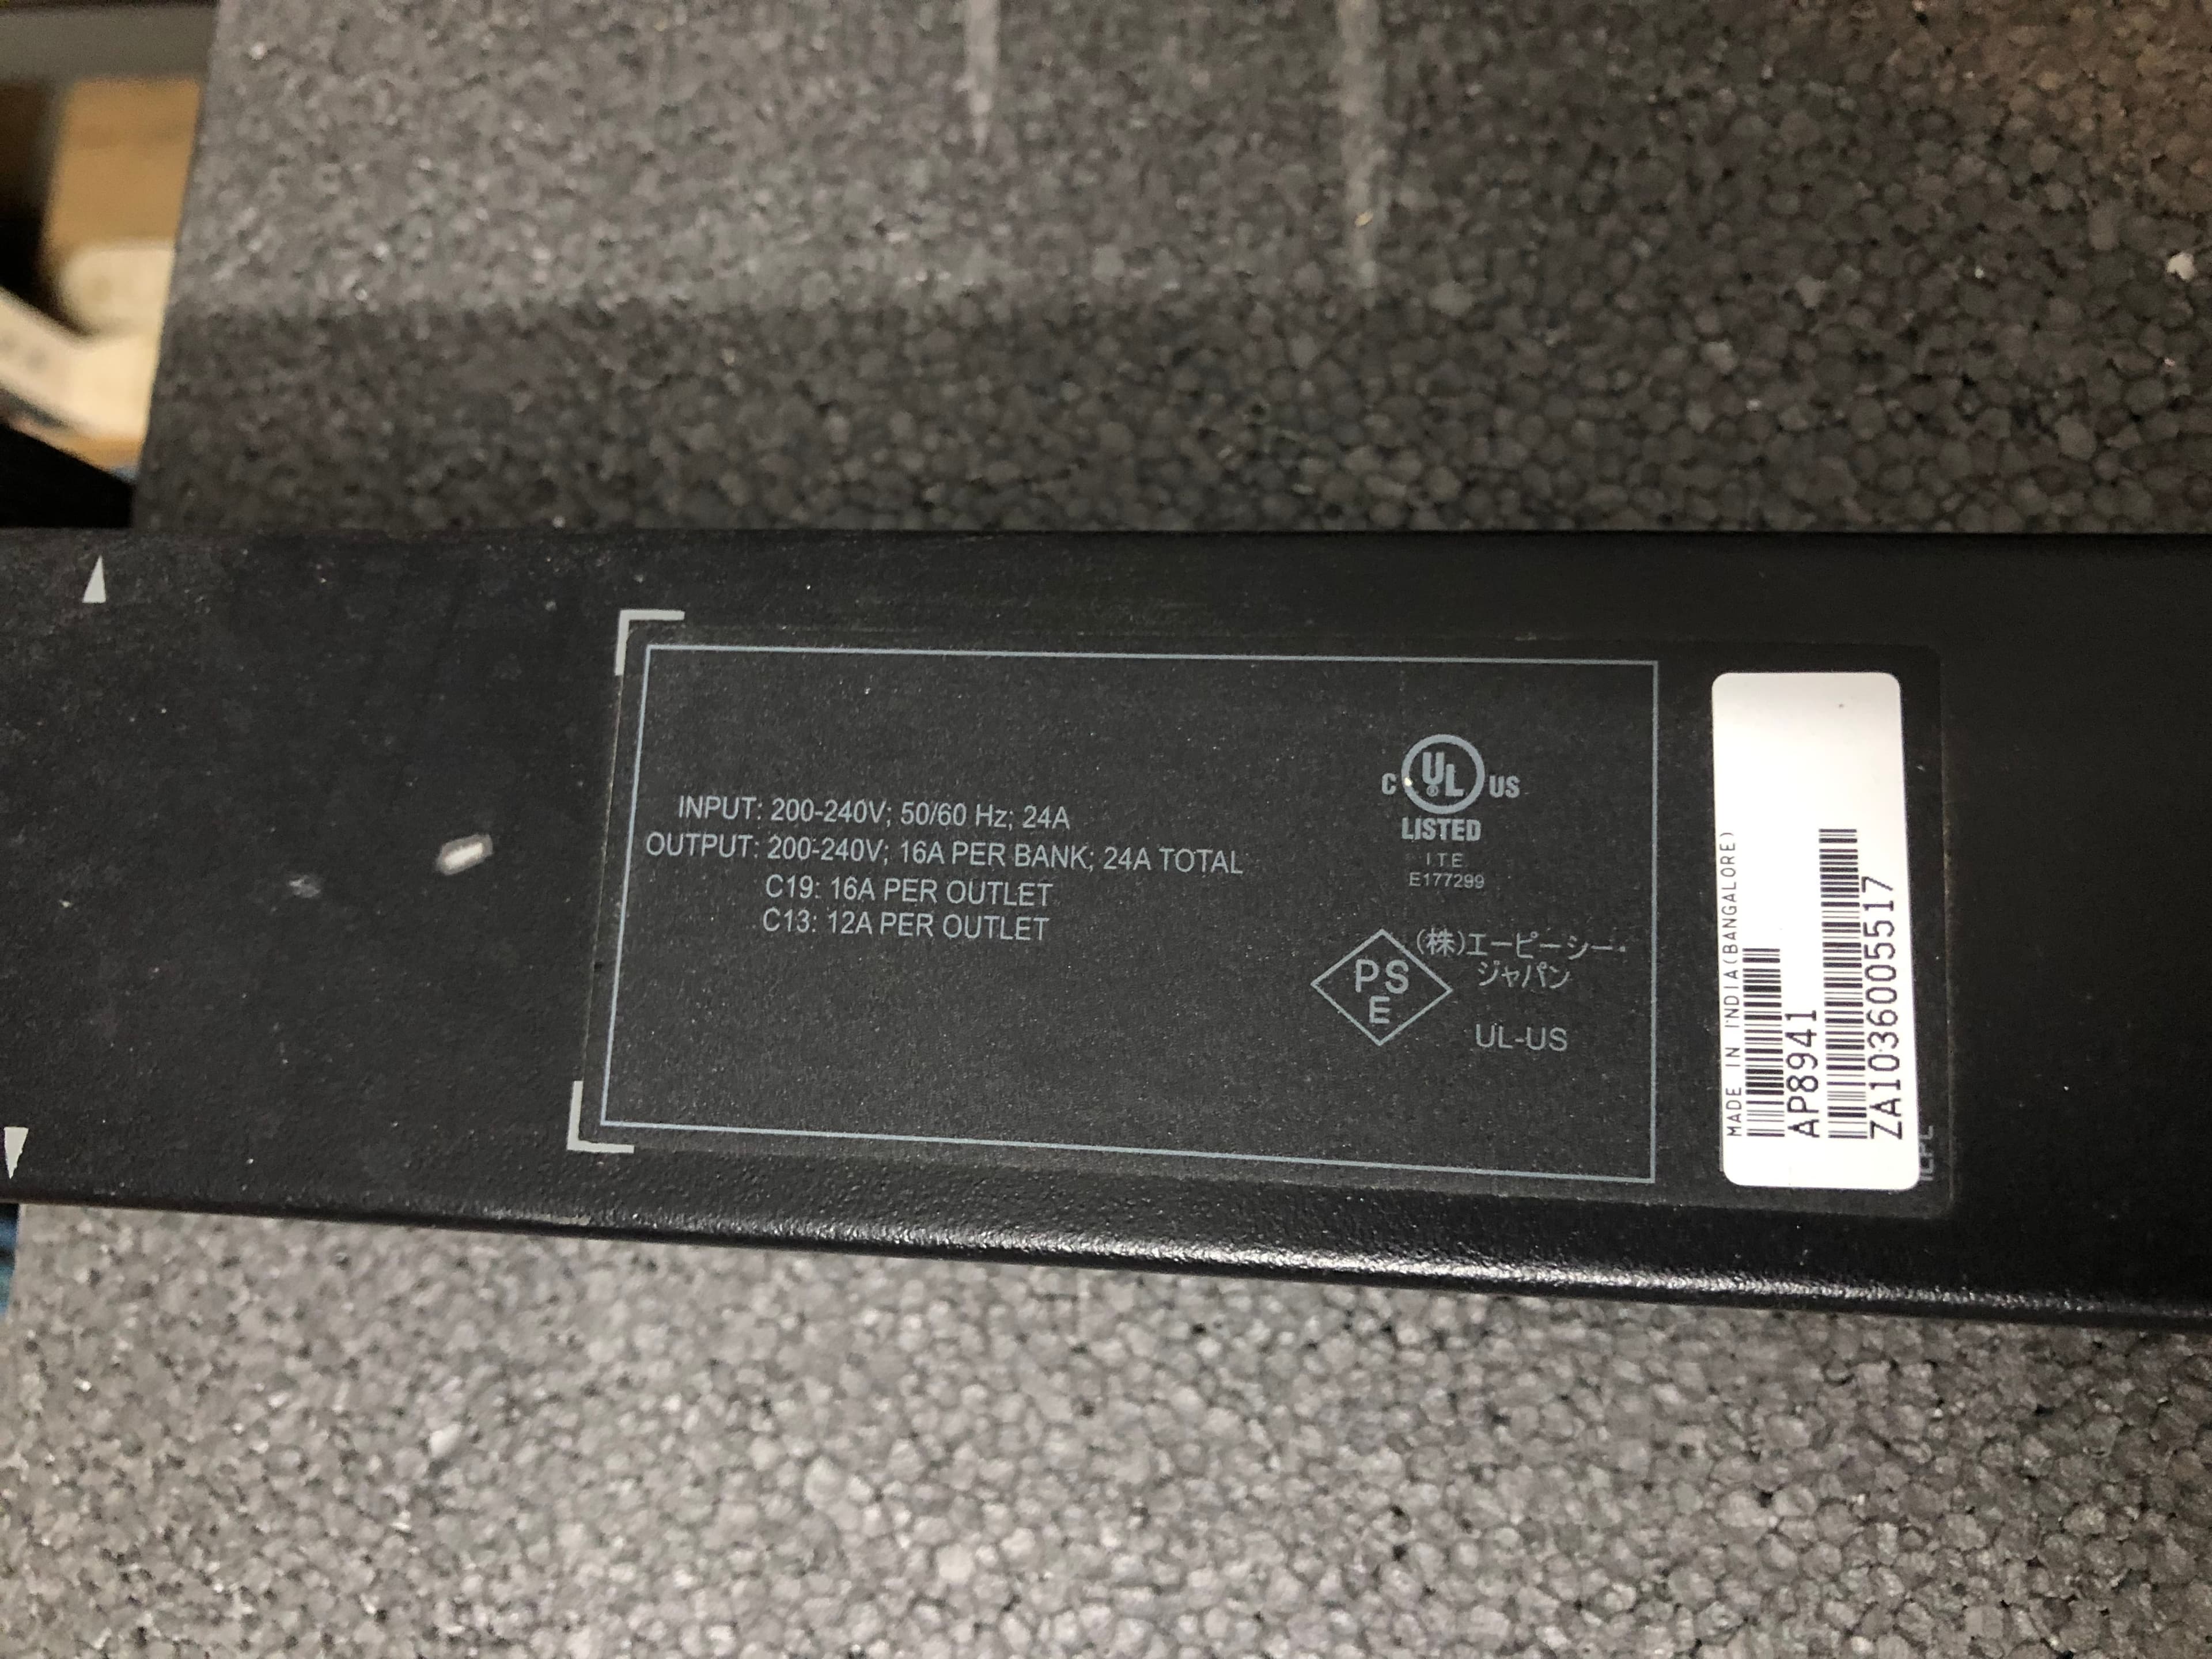 INPUT: 200-240V; 50/60 Hz; 24A
OUTPUT: 200-240V; 16A PER BANK; 24A TOTAL
C19: 16A PER OUTLET
C13: 12A PER OUTLET
C UL® US
LISTED
I.T.E.
E177299
PS
E
(株)エーピーシー・
ジャパン
UL-US
MADE IN INDIA(BANGALORE)
AP8941
ZA1036005517